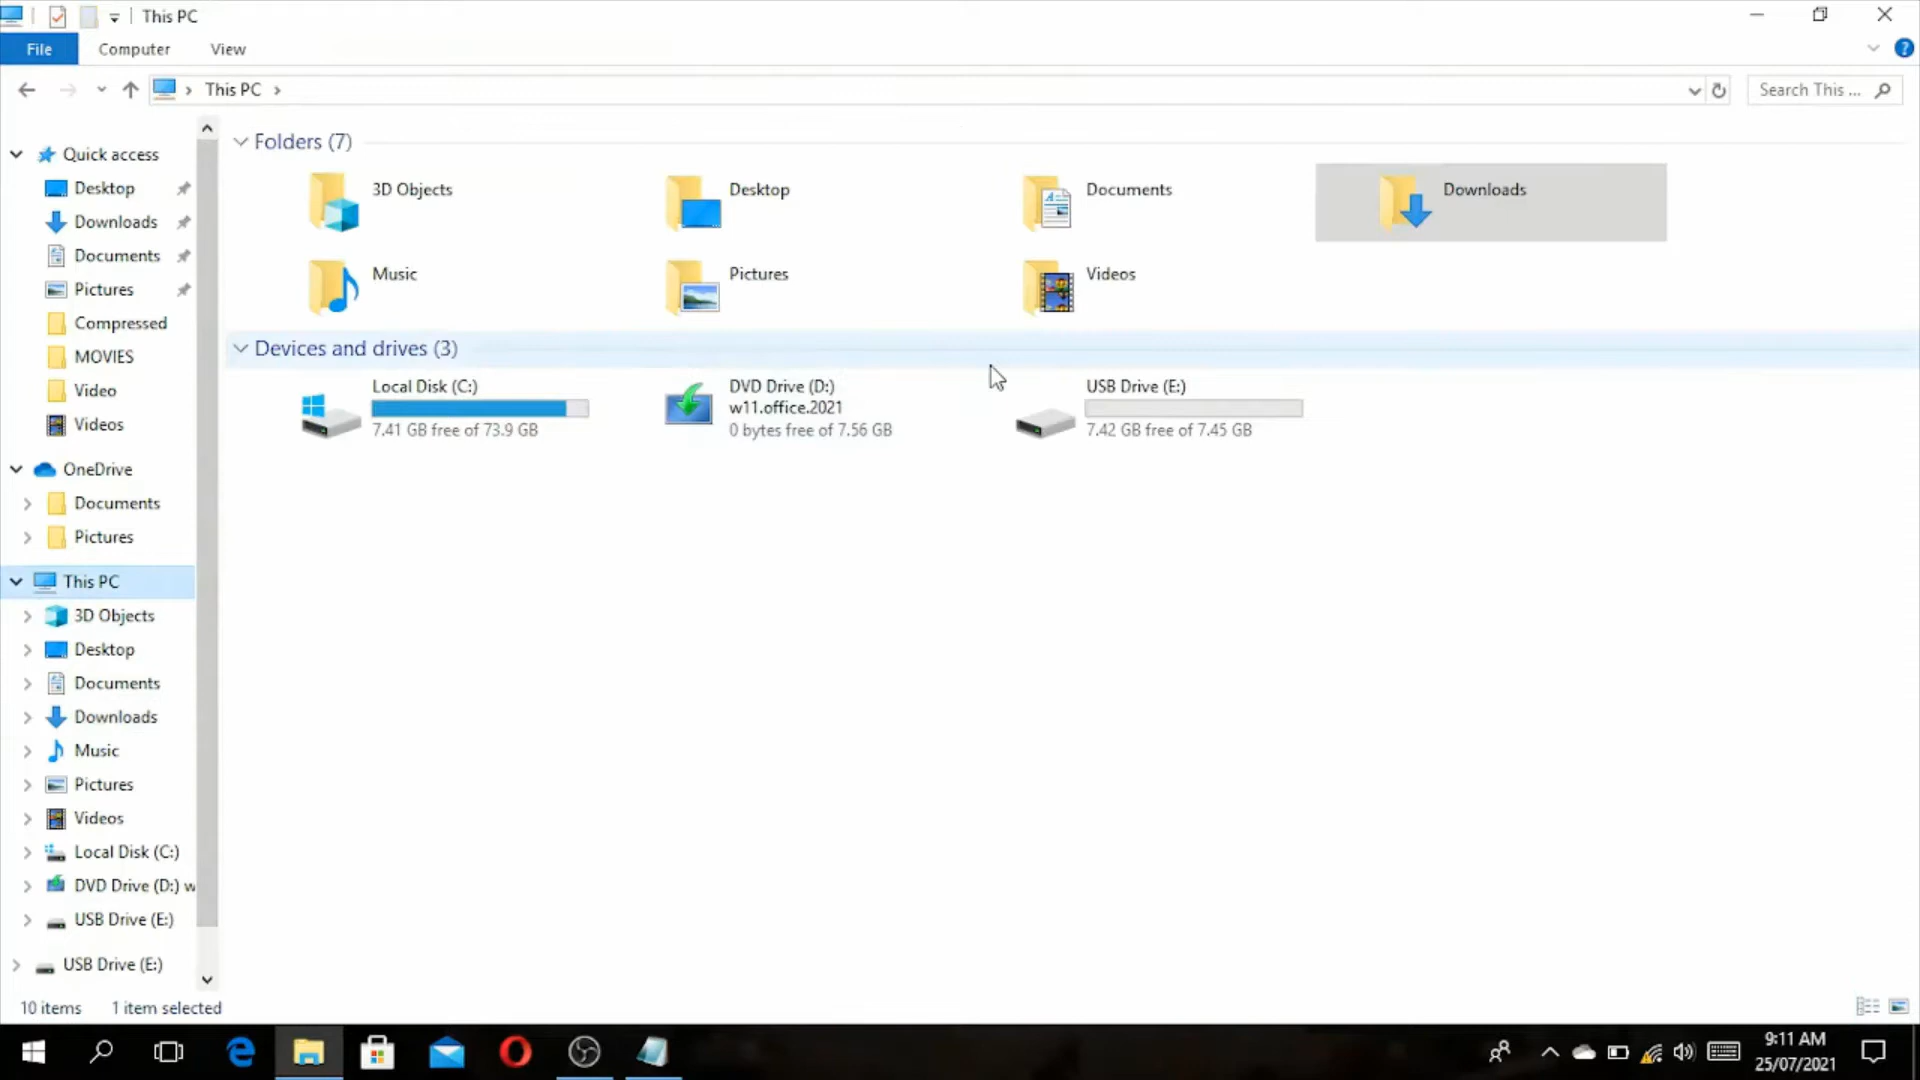 This PC
File Computer View
This PC
Search This ...
Quick access
Desktop
Downloads
Documents
Pictures
Compressed
MOVIES
Video
Videos
OneDrive
Documents
Pictures
This PC
3D Objects
Desktop
Documents
Downloads
Music
Pictures
Videos
Local Disk (C:)
DVD Drive (D:) w
USB Drive (E:)
USB Drive (E:)
Folders (7)
3D Objects
Desktop
Documents
Downloads
Music
Pictures
Videos
Devices and drives (3)
Local Disk (C:)
7.41 GB free of 73.9 GB
DVD Drive (D:)
w11.office.2021
0 bytes free of 7.56 GB
USB Drive (E:)
7.42 GB free of 7.45 GB
10 items 1 item selected
9:11 AM
25/07/2021